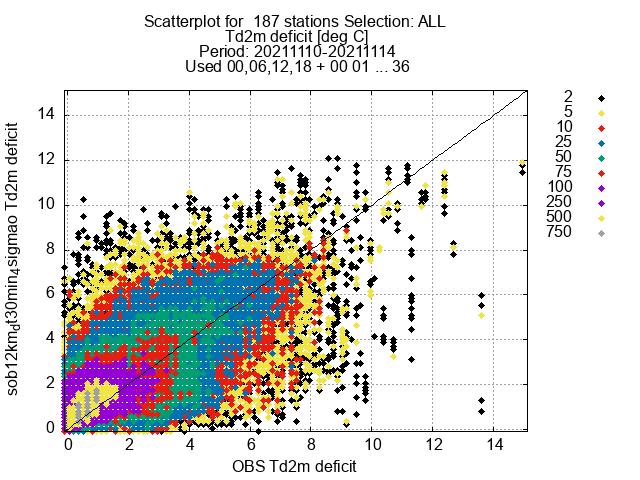 Scatterplot for  187 stations Selection: ALL
Td2m deficit [deg C]
Period: 20211110-20211114
Used 00,06,12,18 + 00 01 ... 36
sob12km_dt30min_4sigmao Td2m deficit
14
12
10
8
6
4
2
0
0 2 4 6 8 10 12 14
OBS Td2m deficit
2
5
10
25
50
75
100
250
500
750